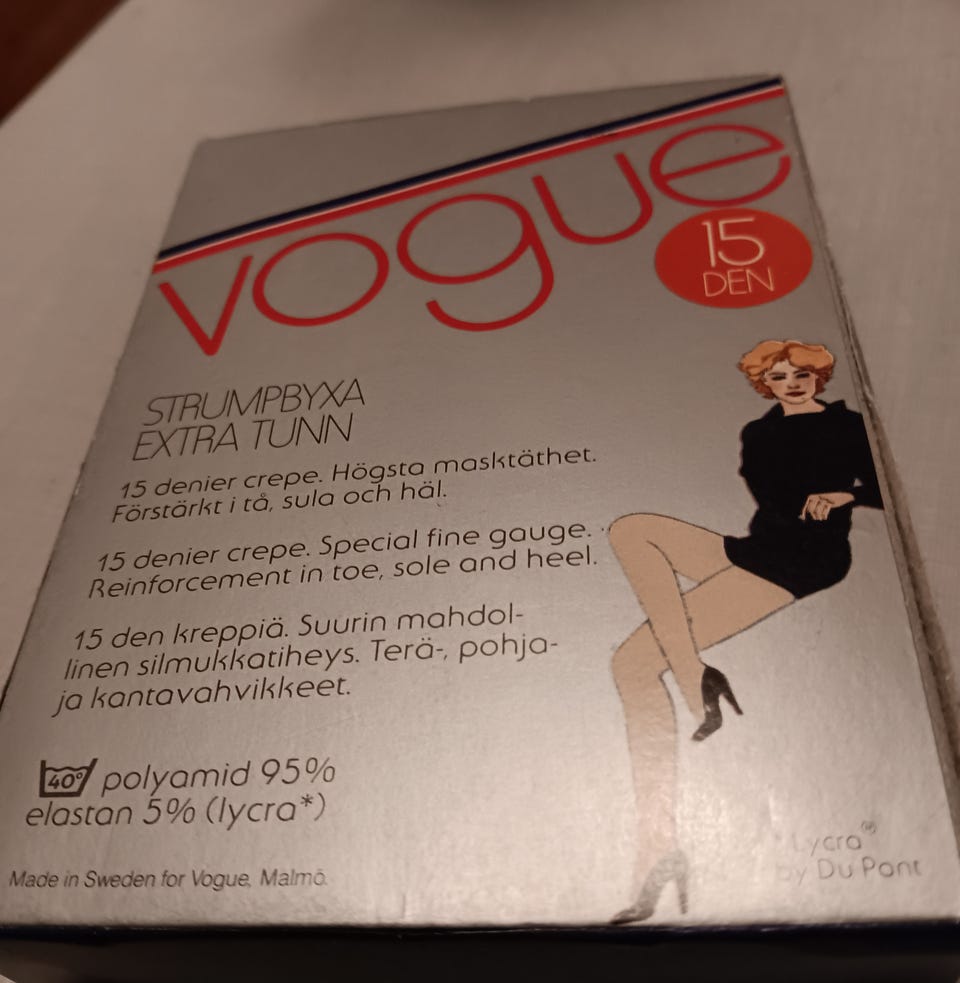 vogue
15
DEN
STRUMPBYXA
EXTRA TUNN
15 denier crepe. Högsta masktäthet.
Förstärkt i tå, sula och häl.
15 denier crepe. Special fine gauge.
Reinforcement in toe, sole and heel.
15 den kreppiä. Suurin mahdol-
linen silmukkatiheys. Terä-, pohja-
ja kantavahvikkeet.
40° polyamid 95%
elastan 5% (lycra*)
Made in Sweden for Vogue, Malmö.
* Lycra®
by Du Pont